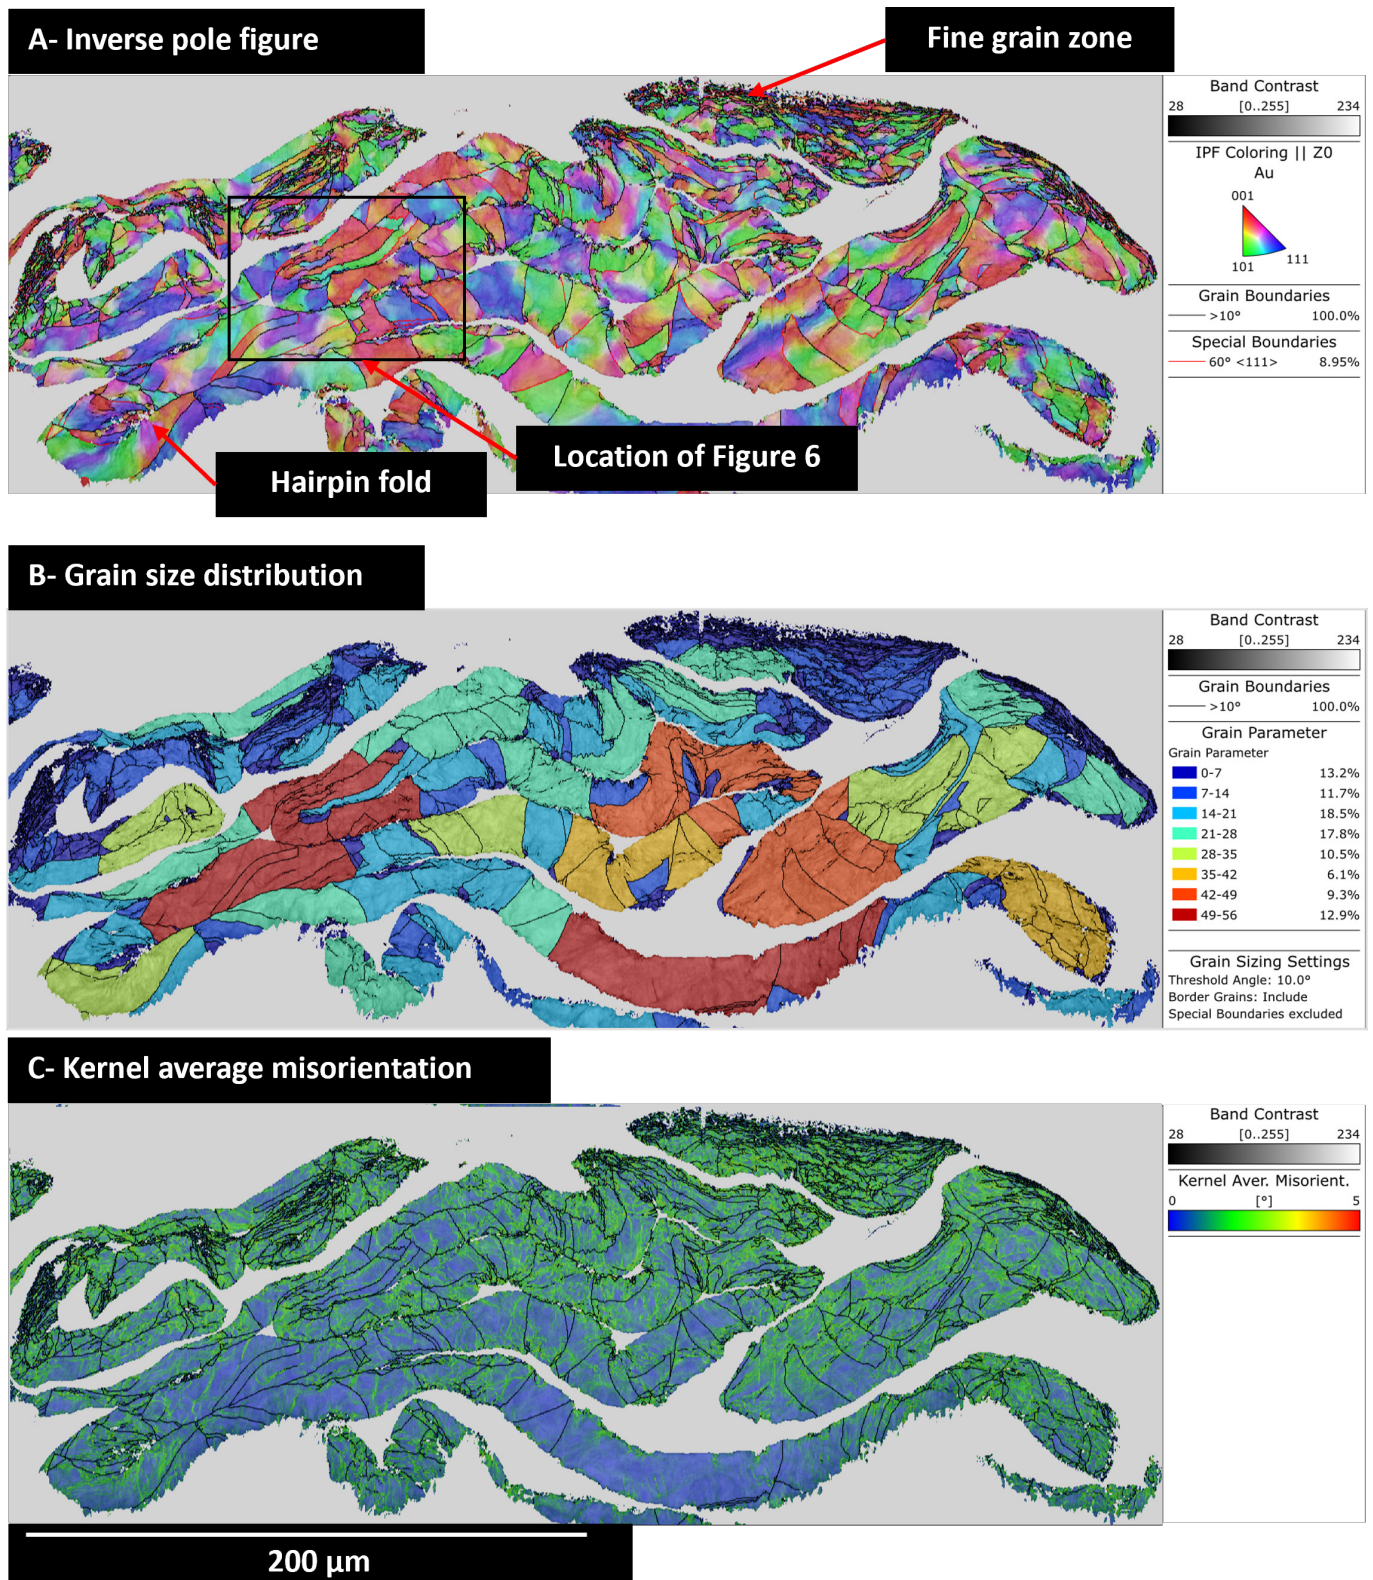 A- Inverse pole figure
Fine grain zone
Band Contrast
28 [0..255] 234
IPF Coloring || Z0
Au
001
101 111
Grain Boundaries
>10° 100.0%
Special Boundaries
60° <111> 8.95%
Location of Figure 6
Hairpin fold
B- Grain size distribution
Band Contrast
28 [0..255] 234
Grain Boundaries
>10° 100.0%
Grain Parameter
Grain Parameter
0-7 13.2%
7-14 11.7%
14-21 18.5%
21-28 17.8%
28-35 10.5%
35-42 6.1%
42-49 9.3%
49-56 12.9%
Grain Sizing Settings
Threshold Angle: 10.0°
Border Grains: Include
Special Boundaries excluded
C- Kernel average misorientation
Band Contrast
28 [0..255] 234
Kernel Aver. Misorient.
0 [°] 5
200 µm